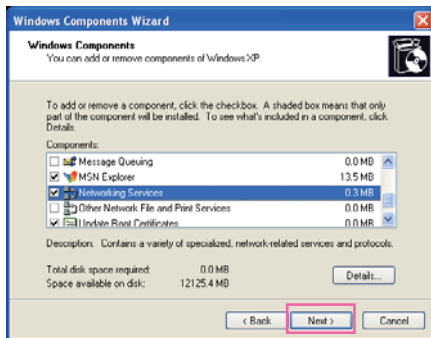 Windows Components Wizard
Windows Components
You can add or remove components of Windows XP.
To add or remove a component, click the checkbox. A shaded box means that only
part of the component will be installed. To see what's included in a component, click
Details.
Components:
Message Queuing 0.0 MB
MSN Explorer 13.5 MB
Networking Services 0.3 MB
Other Network File and Print Services 0.0 MB
Update Root Certificates 0.0 MB
Description: Contains a variety of specialized, network-related services and protocols.
Total disk space required: 0.0 MB
Space available on disk: 12125.4 MB
Details...
< Back Next > Cancel